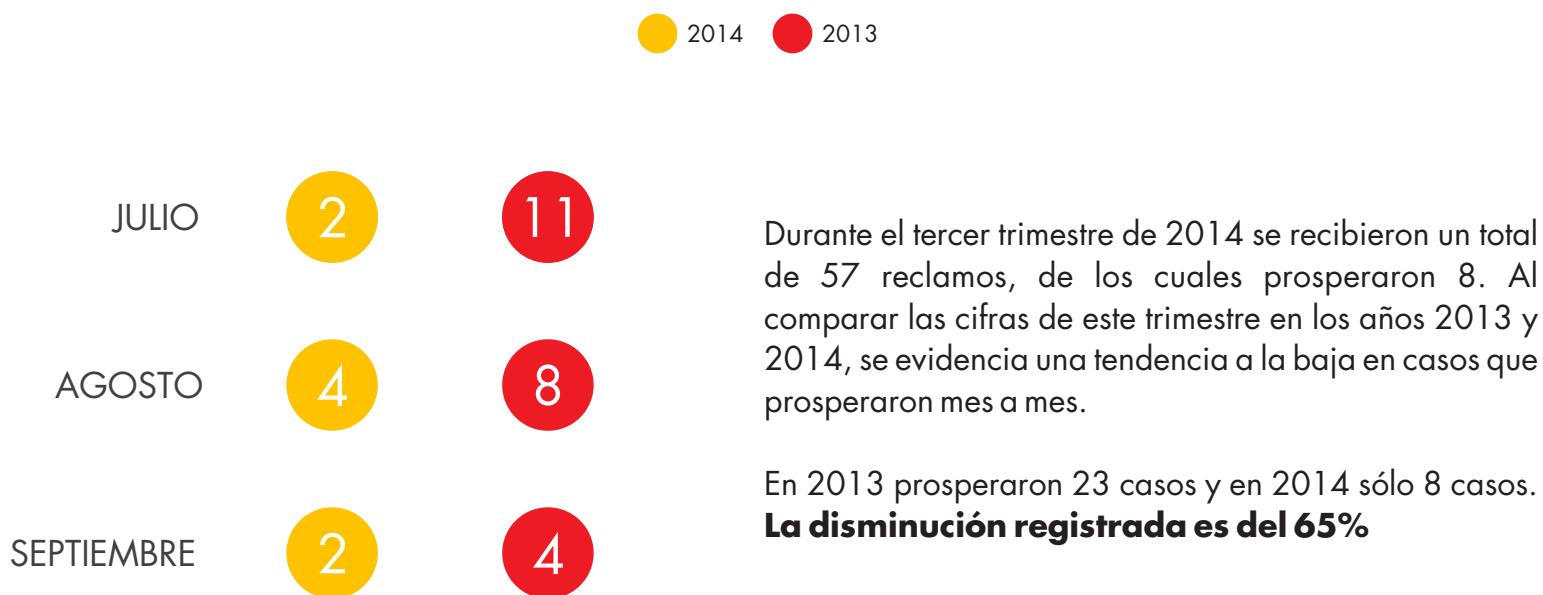 2014 2013
JULIO 2 11
AGOSTO 4 8
SEPTIEMBRE 2 4
Durante el tercer trimestre de 2014 se recibieron un total
de 57 reclamos, de los cuales prosperaron 8. Al
comparar las cifras de este trimestre en los años 2013 y
2014, se evidencia una tendencia a la baja en casos que
prosperaron mes a mes.
En 2013 prosperaron 23 casos y en 2014 sólo 8 casos.
La disminución registrada es del 65%